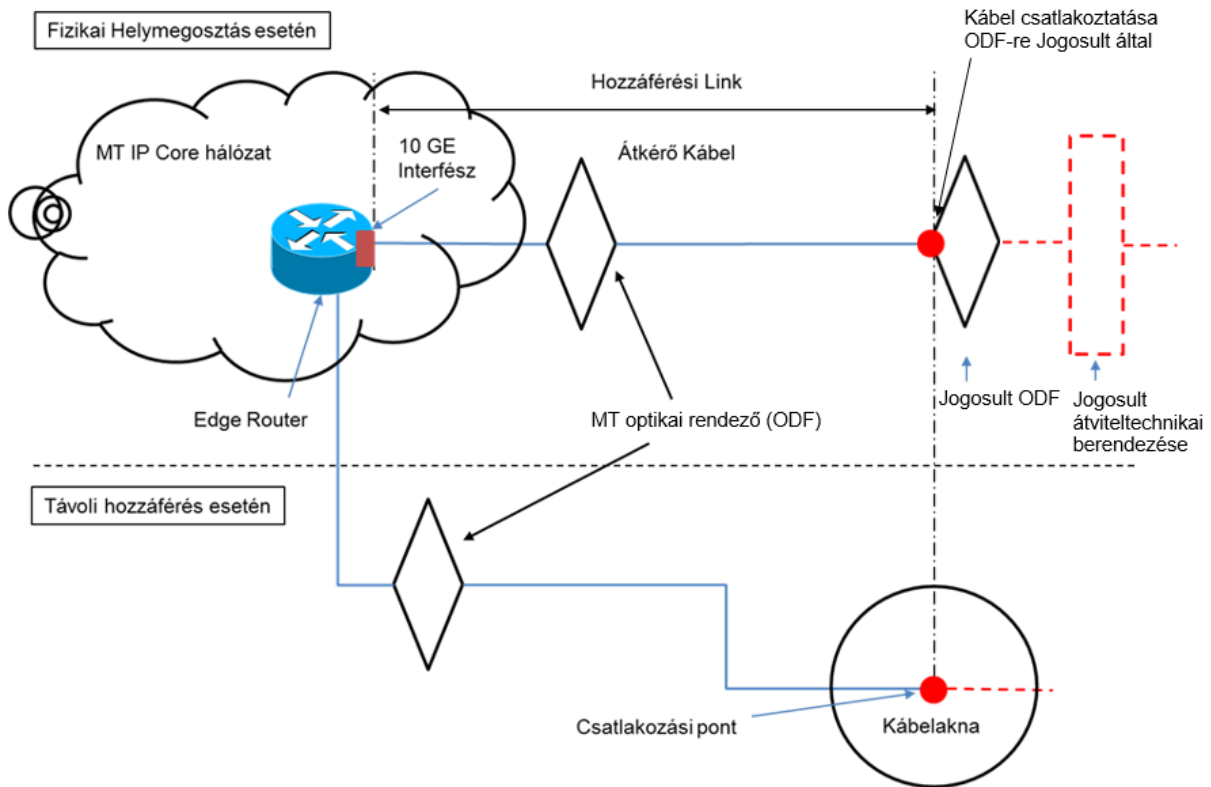 Fizikai Helymegosztás esetén
Kábel csatlakoztatása
ODF-re Jogosult által
Hozzáférési Link
MT IP Core hálózat
10 GE
Interfész
Átkérő Kábel
Edge Router
MT optikai rendező (ODF)
Jogosult ODF
Jogosult
átviteltechnikai
berendezése
Távoli hozzáférés esetén
Csatlakozási pont
Kábelakna